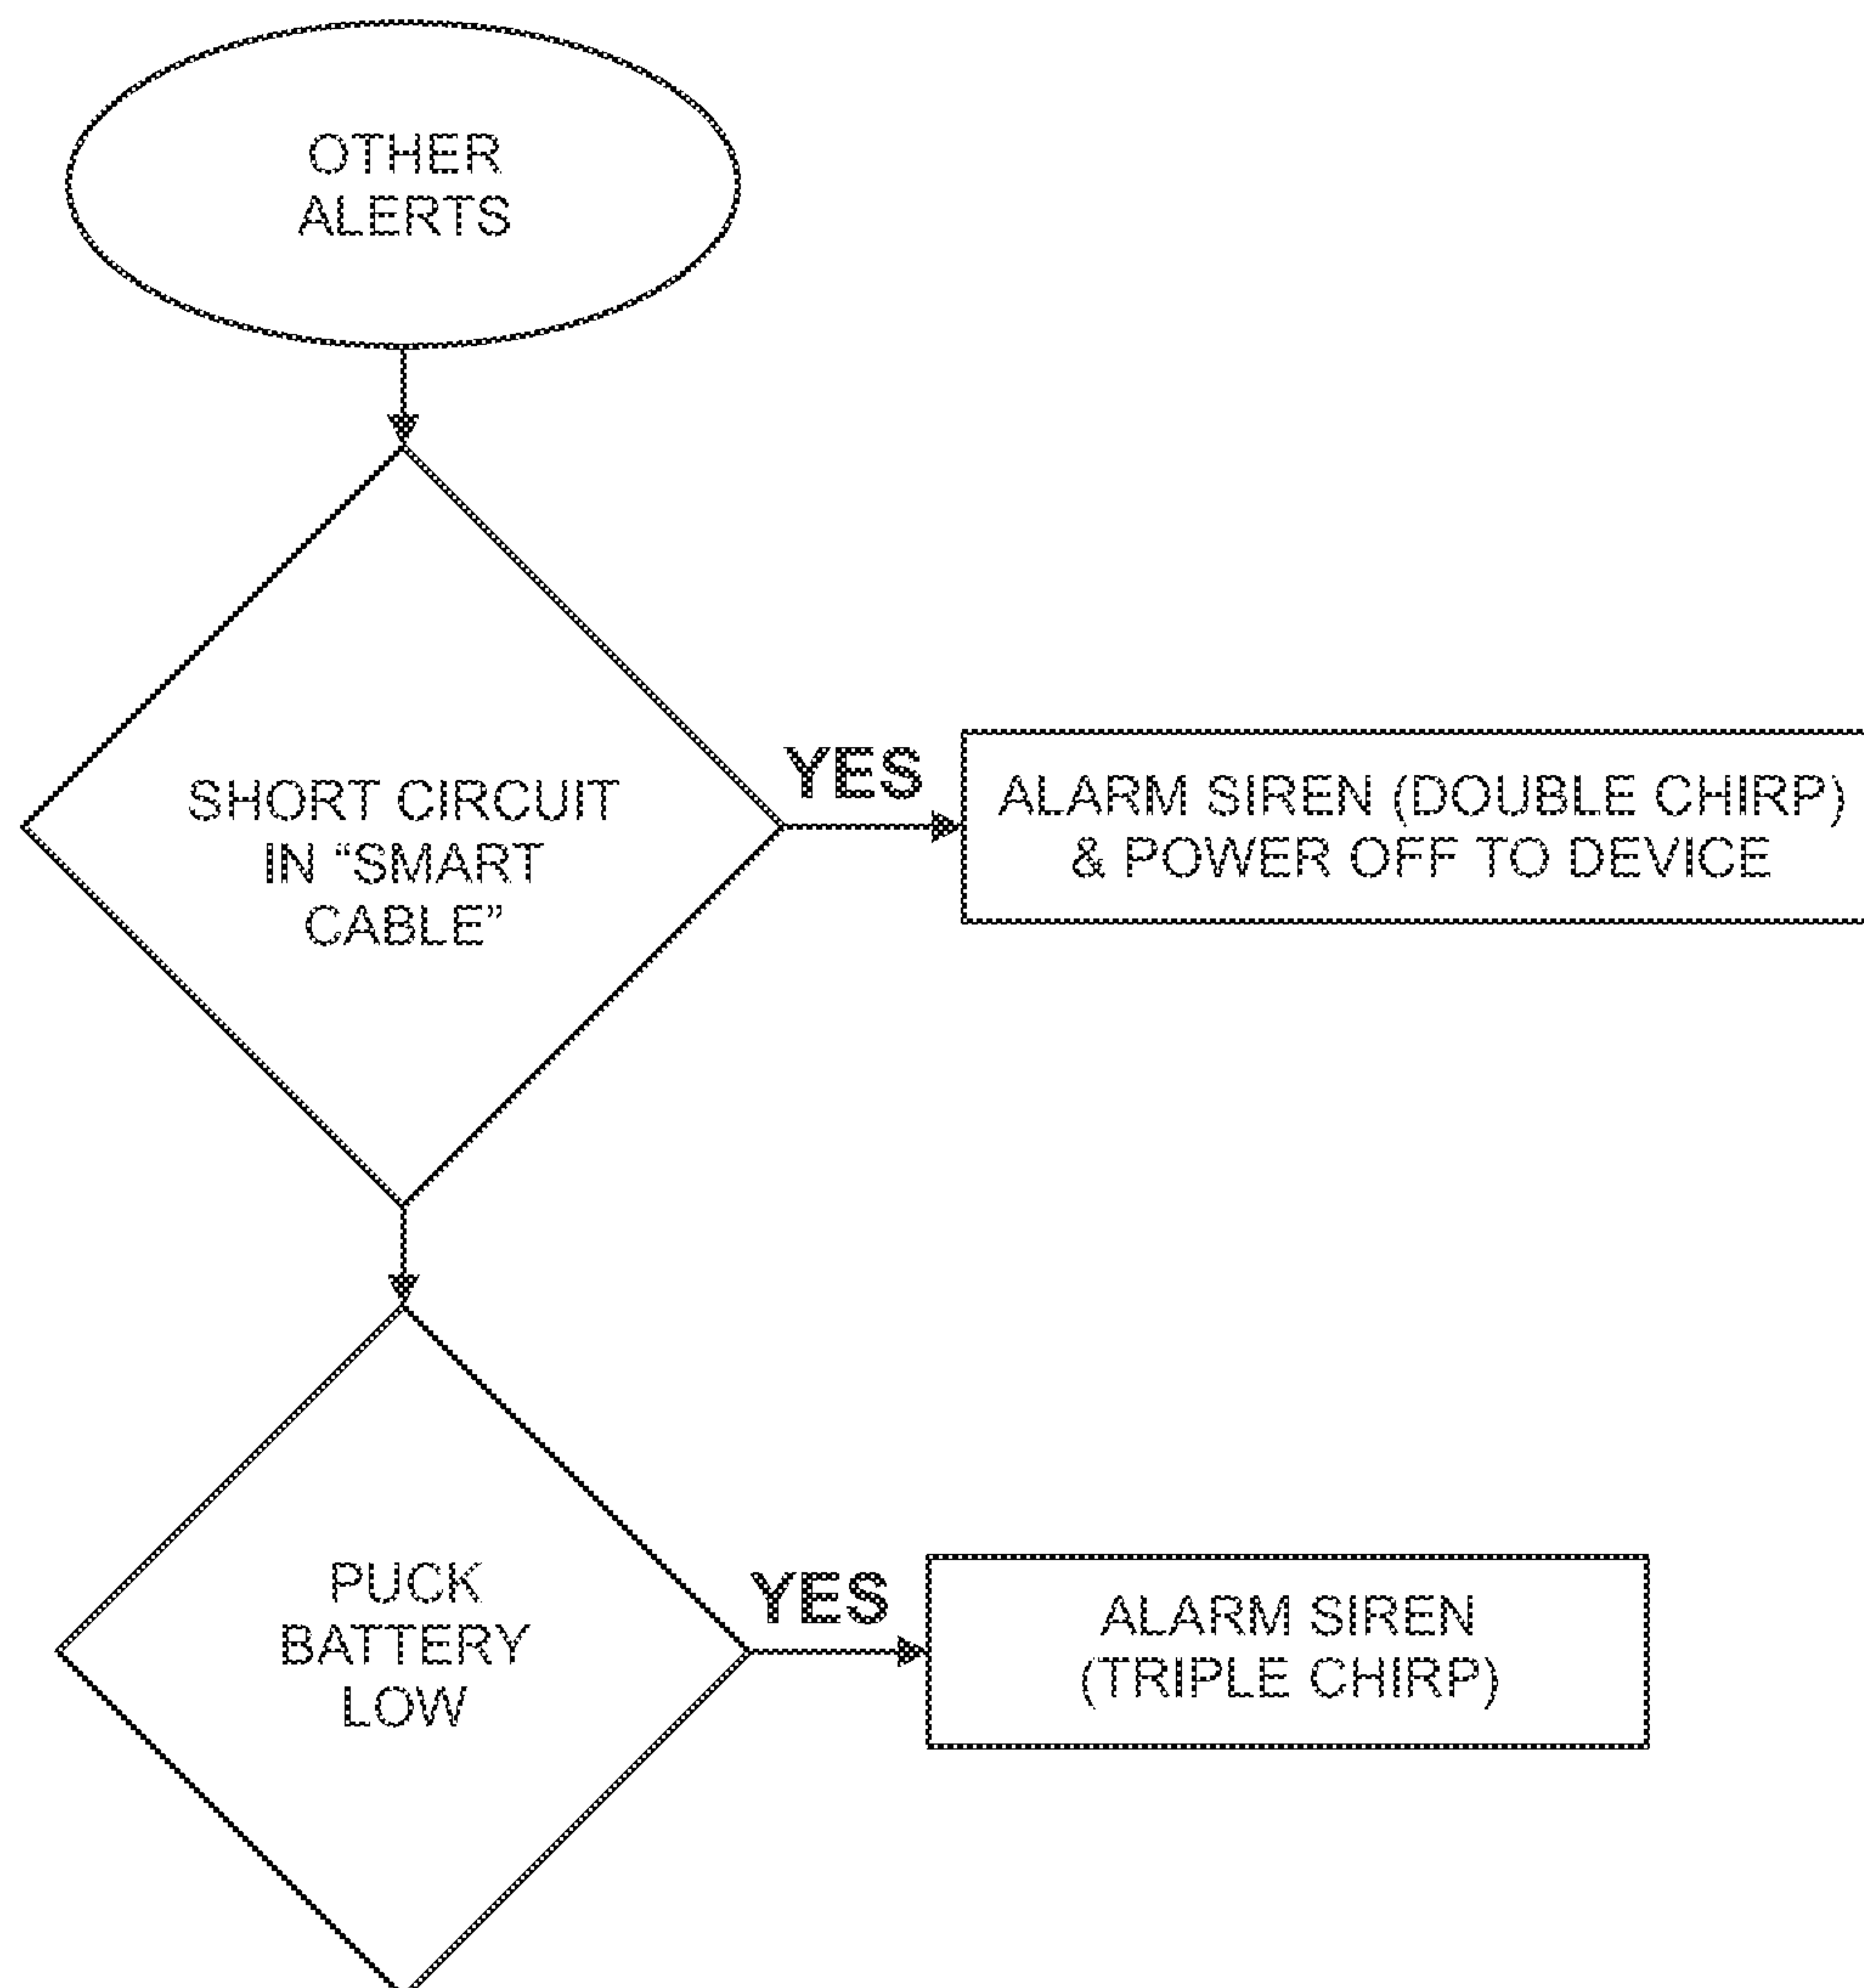 OTHER
ALERTS
SHORT CIRCUIT
IN “SMART
CABLE”
YES
ALARM SIREN (DOUBLE CHIRP)
& POWER OFF TO DEVICE
PUCK
BATTERY
LOW
YES
ALARM SIREN
(TRIPLE CHIRP)